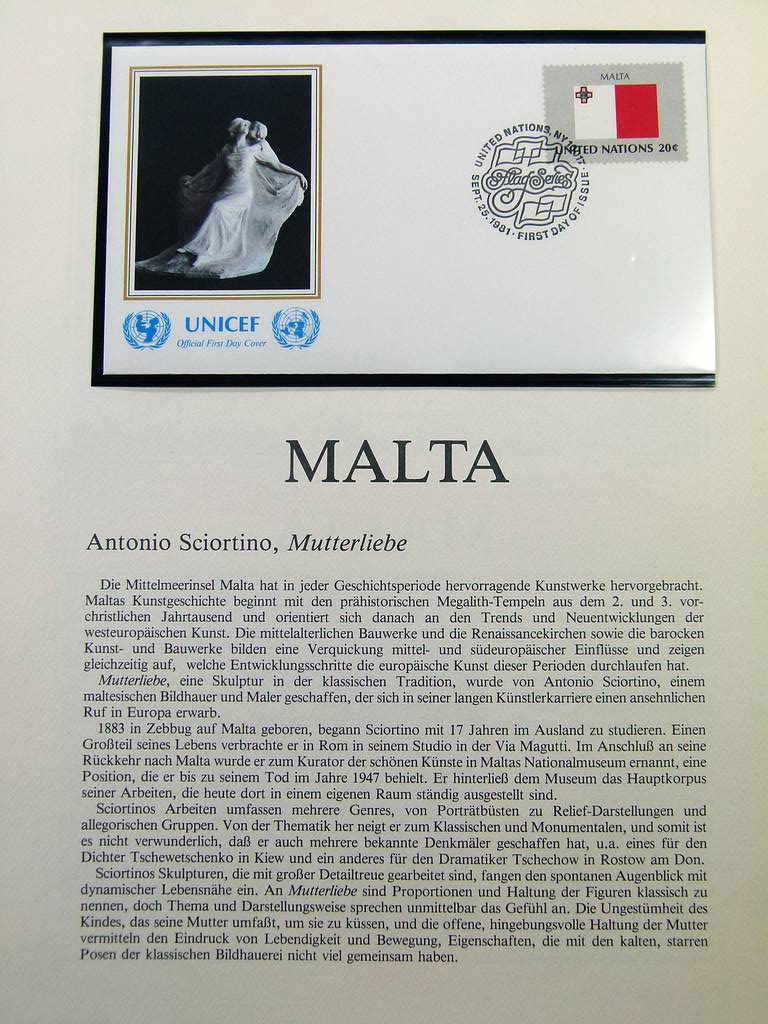 MALTA
UNITED NATIONS 20¢
UNITED NATIONS, NY
Flag Series
SEPT. 25, 1981 · FIRST DAY OF ISSUE
UNICEF
Official First Day Cover
MALTA
Antonio Sciortino, Mutterliebe
Die Mittelmeerinsel Malta hat in jeder Geschichtsperiode hervorragende Kunstwerke hervorgebracht.
Maltas Kunstgeschichte beginnt mit den prähistorischen Megalith-Tempeln aus dem 2. und 3. vor-
christlichen Jahrtausend und orientiert sich danach an den Trends und Neuentwicklungen der
westeuropäischen Kunst. Die mittelalterlichen Bauwerke und die Renaissancekirchen sowie die barocken
Kunst- und Bauwerke bilden eine Verquickung mittel- und südeuropäischer Einflüsse und zeigen
gleichzeitig auf, welche Entwicklungsschritte die europäische Kunst dieser Perioden durchlaufen hat.
Mutterliebe, eine Skulptur in der klassischen Tradition, wurde von Antonio Sciortino, einem
maltesischen Bildhauer und Maler geschaffen, der sich in seiner langen Künstlerkarriere einen ansehnlichen
Ruf in Europa erwarb.
1883 in Zebbug auf Malta geboren, begann Sciortino mit 17 Jahren im Ausland zu studieren. Einen
Großteil seines Lebens verbrachte er in Rom in seinem Studio in der Via Magutti. Im Anschluß an seine
Rückkehr nach Malta wurde er zum Kurator der schönen Künste in Maltas Nationalmuseum ernannt, eine
Position, die er bis zu seinem Tod im Jahre 1947 behielt. Er hinterließ dem Museum das Hauptkorpus
seiner Arbeiten, die heute dort in einem eigenen Raum ständig ausgestellt sind.
Sciortinos Arbeiten umfassen mehrere Genres, von Porträtbüsten zu Relief-Darstellungen und
allegorischen Gruppen. Von der Thematik her neigt er zum Klassischen und Monumentalen, und somit ist
es nicht verwunderlich, daß er auch mehrere bekannte Denkmäler geschaffen hat, u.a. eines für den
Dichter Tschewetschenko in Kiew und ein anderes für den Dramatiker Tschechow in Rostow am Don.
Sciortinos Skulpturen, die mit großer Detailtreue gearbeitet sind, fangen den spontanen Augenblick mit
dynamischer Lebensnähe ein. An Mutterliebe sind Proportionen und Haltung der Figuren klassisch zu
nennen, doch Thema und Darstellungsweise sprechen unmittelbar das Gefühl an. Die Ungestümheit des
Kindes, das seine Mutter umfaßt, um sie zu küssen, und die offene, hingebungsvolle Haltung der Mutter
vermitteln den Eindruck von Lebendigkeit und Bewegung, Eigenschaften, die mit den kalten, starren
Posen der klassischen Bildhauerei nicht viel gemeinsam haben.